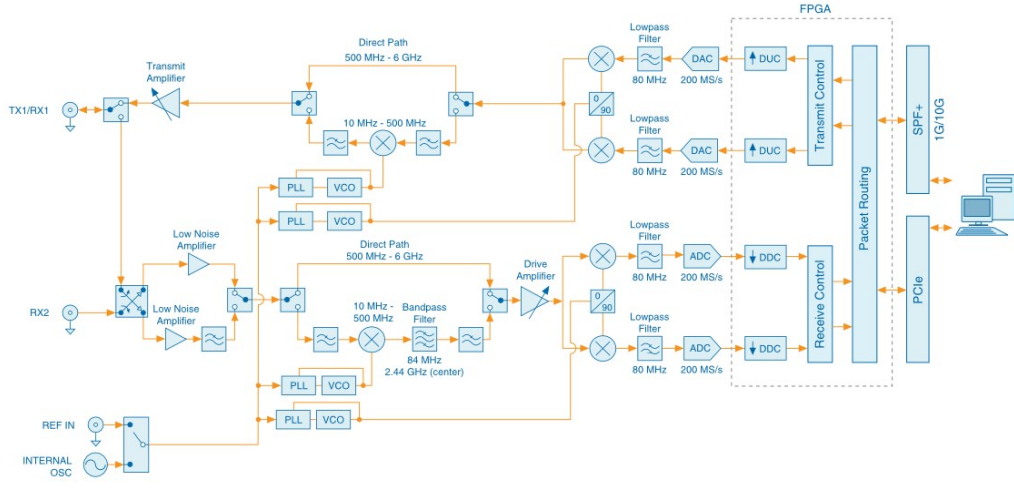 FPGA
Lowpass
Filter
Direct Path
500 MHz - 6 GHz
DAC
DUC
80 MHz
200 MS/s
Transmit
Amplifier
TX1/RX1
0
90
Transmit Control
SPF+
1G/10G
10 MHz - 500 MHz
Lowpass
Filter
DAC
DUC
80 MHz
200 MS/s
PLL
VCO
PLL
VCO
Packet Routing
Low Noise
Amplifier
Direct Path
500 MHz - 6 GHz
Lowpass
Filter
ADC
DDC
80 MHz
200 MS/s
Drive
Amplifier
RX2
Low Noise
Amplifier
10 MHz -
500 MHz
Bandpass
Filter
84 MHz
2.44 GHz (center)
0
90
Receive Control
PCIe
Lowpass
Filter
ADC
DDC
80 MHz
200 MS/s
PLL
VCO
PLL
VCO
REF IN
INTERNAL
OSC